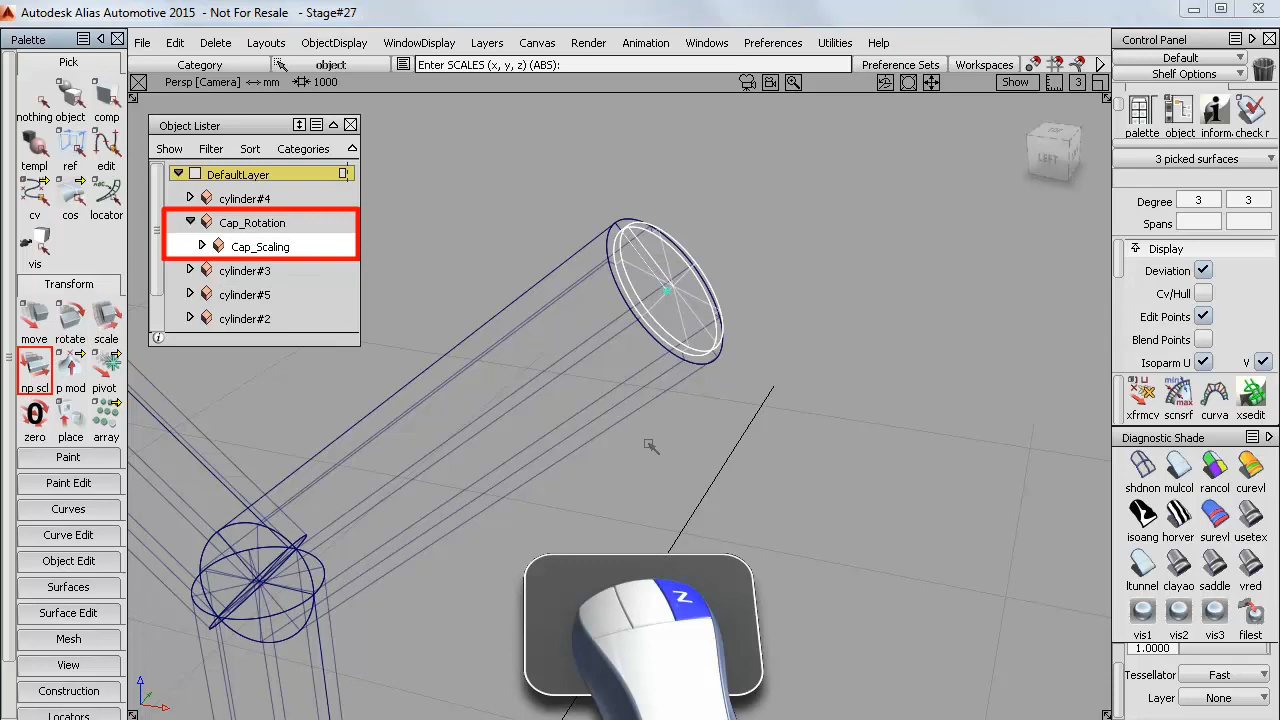 Autodesk Alias Automotive 2015 - Not For Resale - Stage#27
Palette
File Edit Delete Layouts ObjectDisplay WindowDisplay Layers Canvas Render Animation Windows Preferences Utilities Help
Control Panel
Pick
Category object Enter SCALES (x, y, z) (ABS): Preference Sets Workspaces
Default
Shelf Options
Persp [Camera] mm 1000 Show 3
nothing object comp
templ ref edit
cv cos locator
vis
Transform
move rotate scale
np scl p mod pivot
0
zero place array
Paint
Paint Edit
Curves
Curve Edit
Object Edit
Surfaces
Surface Edit
Mesh
View
Construction
Locators
Object Lister
Show Filter Sort Categories
DefaultLayer
cylinder#4
Cap_Rotation
Cap_Scaling
cylinder#3
cylinder#5
cylinder#2
LEFT
Z
palette object inform. check r
3 picked surfaces
Degree 3 3
Spans
Display
Deviation
Cv/Hull
Edit Points
Blend Points
Isoparm U V
xfrmcv scnsrf curva xsedit
Diagnostic Shade
shdnon mulcol rancol curevl
isoang horver surevl usetex
ltunnel clayao saddle vred
vis1 vis2 vis3 filest
1.0000
Tessellator Fast
Layer None